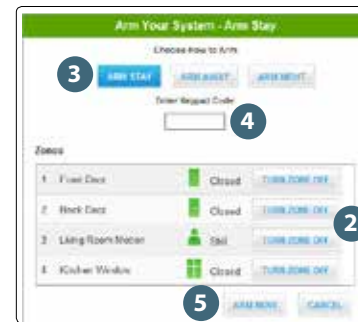 Arm Your System - Arm Stay
Choose How to Arm
3 ARM STAY ARM AWAY ARM NIGHT
Enter Keypad Code
4
Zones
1 Front Door Closed TURN ZONE OFF
2 Back Door Closed TURN ZONE OFF
2
3 Living Room Motion Still TURN ZONE OFF
4 Kitchen Window Closed TURN ZONE OFF
5 ARM NOW CANCEL